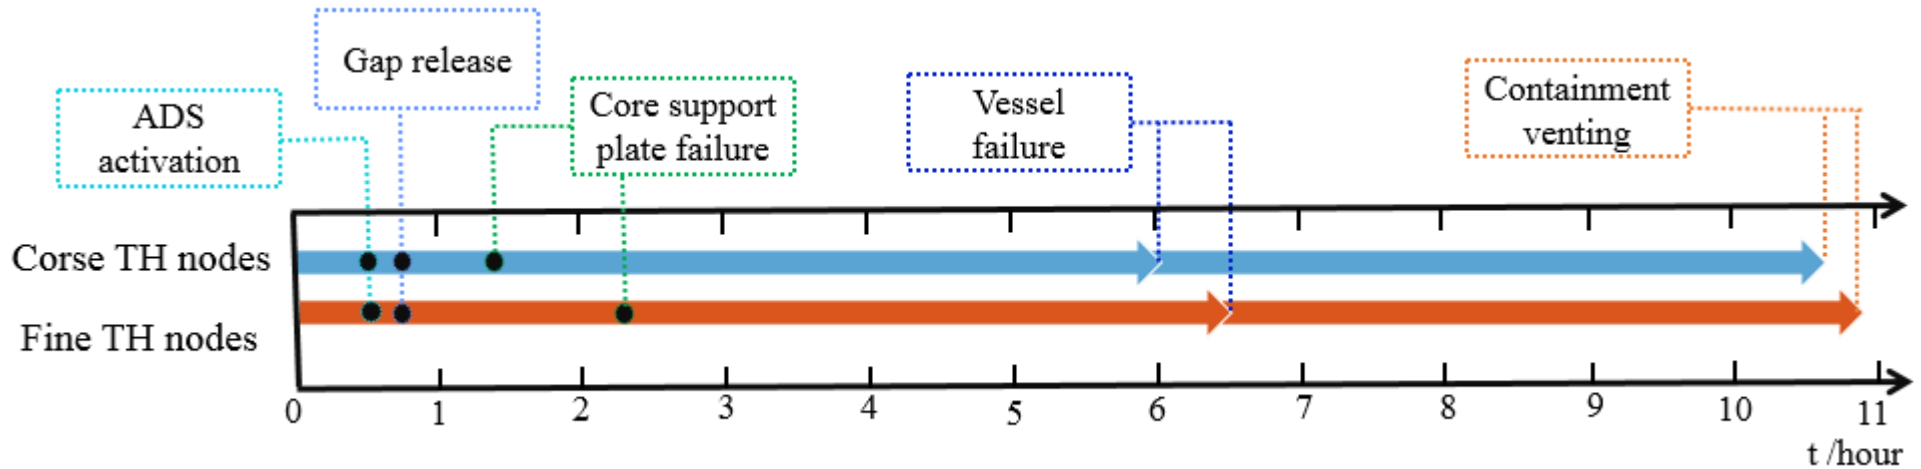 Gap release
ADS
activation
Core support
plate failure
Vessel
failure
Containment
venting
Corse TH nodes
Fine TH nodes
0 1 2 3 4 5 6 7 8 9 10 11
t /hour